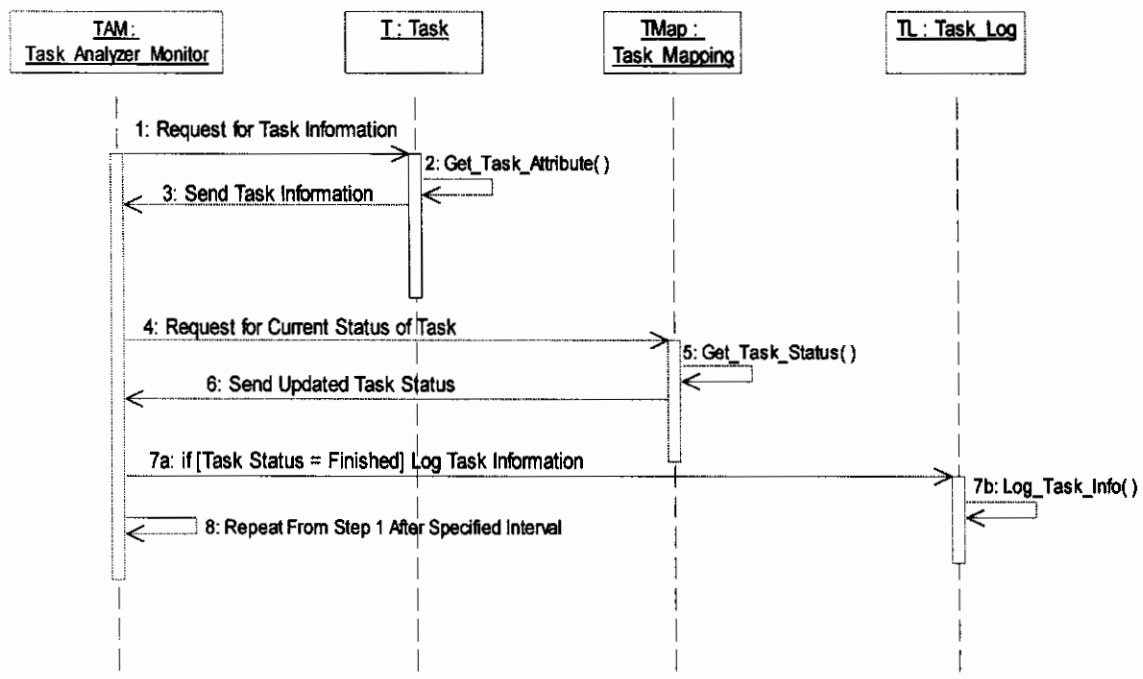 TAM :
Task_Analyzer_Monitor
T : Task
TMap :
Task_Mapping
TL : Task_Log
1: Request for Task Information
2: Get_Task_Attribute( )
3: Send Task Information
4: Request for Current Status of Task
5: Get_Task_Status( )
6: Send Updated Task Status
7a: if [Task Status = Finished] Log Task Information
7b: Log_Task_Info( )
8: Repeat From Step 1 After Specified Interval